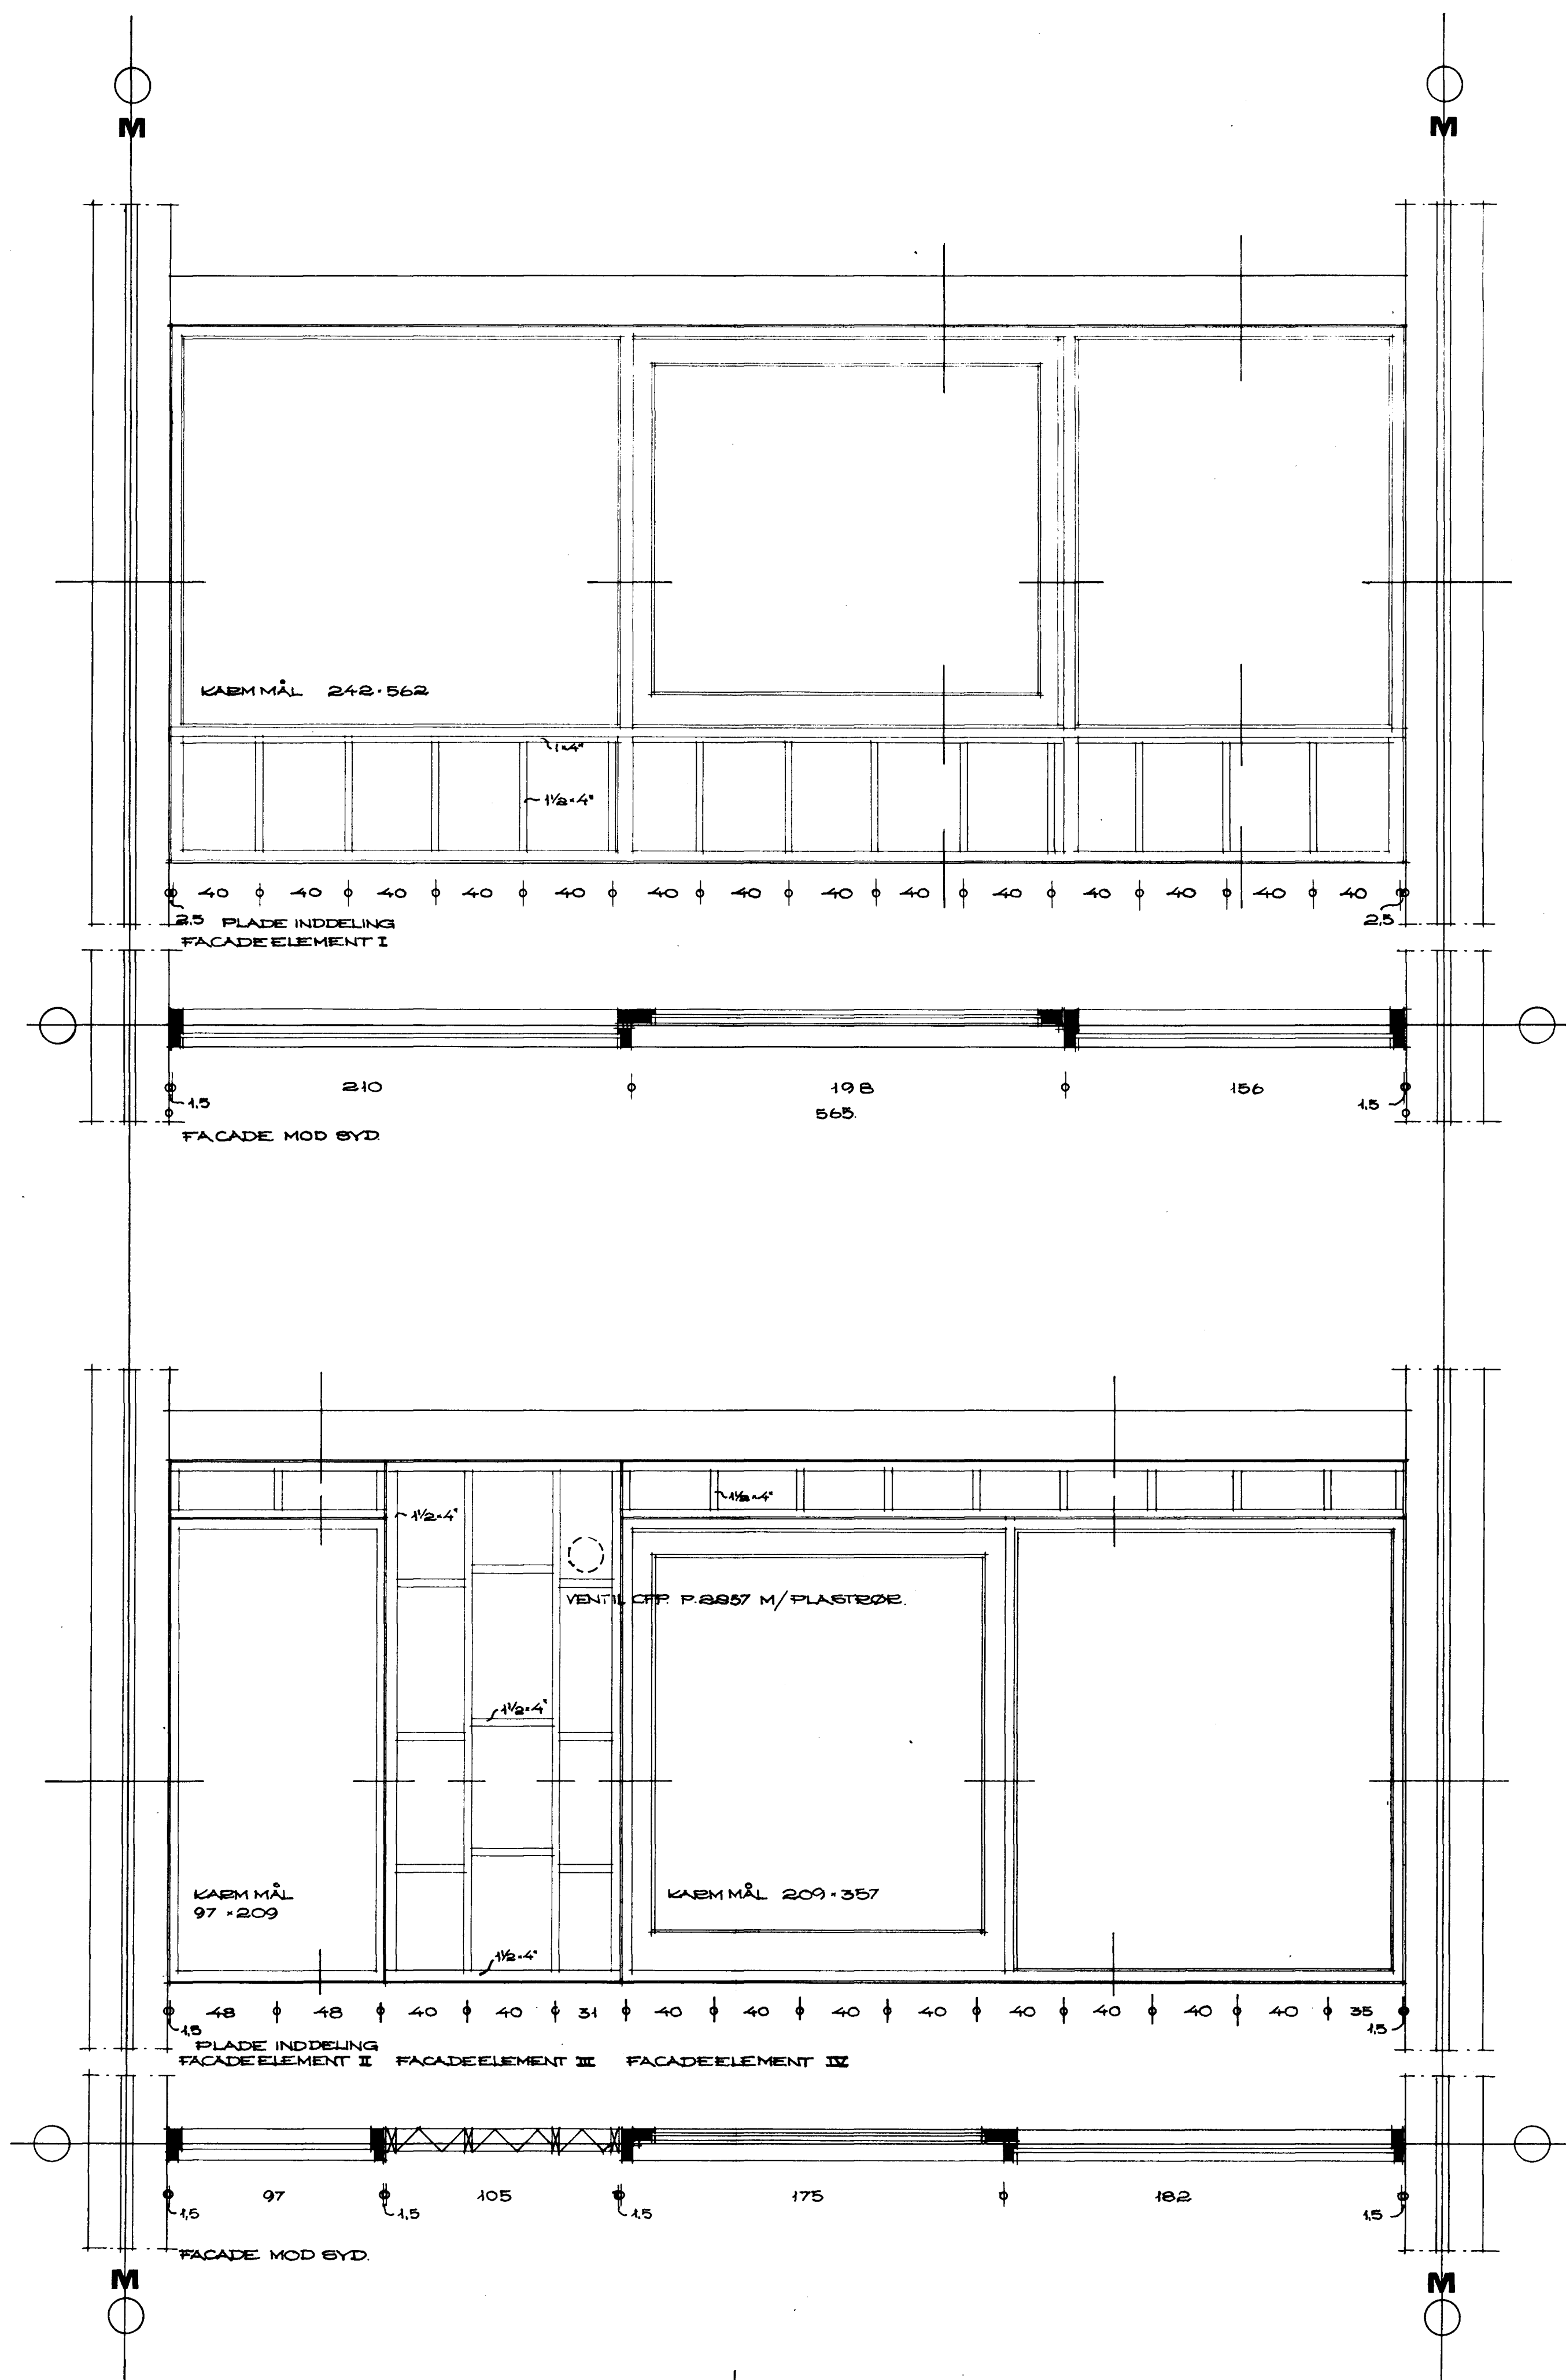 M M
KARM MÅL 242·562
1×4"
1½×4"
40 40 40 40 40 40 40 40 40 40 40 40 40 40
2,5 PLADE INDDELING 2,5
FACADEELEMENT I
210 198 156
1,5 565. 1,5
FACADE MOD SYD.
1½×4"
1½×4"
VENTIL CFP. P. M/PLASTRØR.
1½×4"
KARM MÅL
97×209
KARM MÅL 209×357
1½×4"
48 48 40 40 31 40 40 40 40 40 40 40 40 35
1,5 1,5
PLADE INDDELING
FACADEELEMENT II FACADEELEMENT III FACADEELEMENT IV
97 105 175 182
1,5 1,5 1,5 1,5
FACADE MOD SYD.
M M